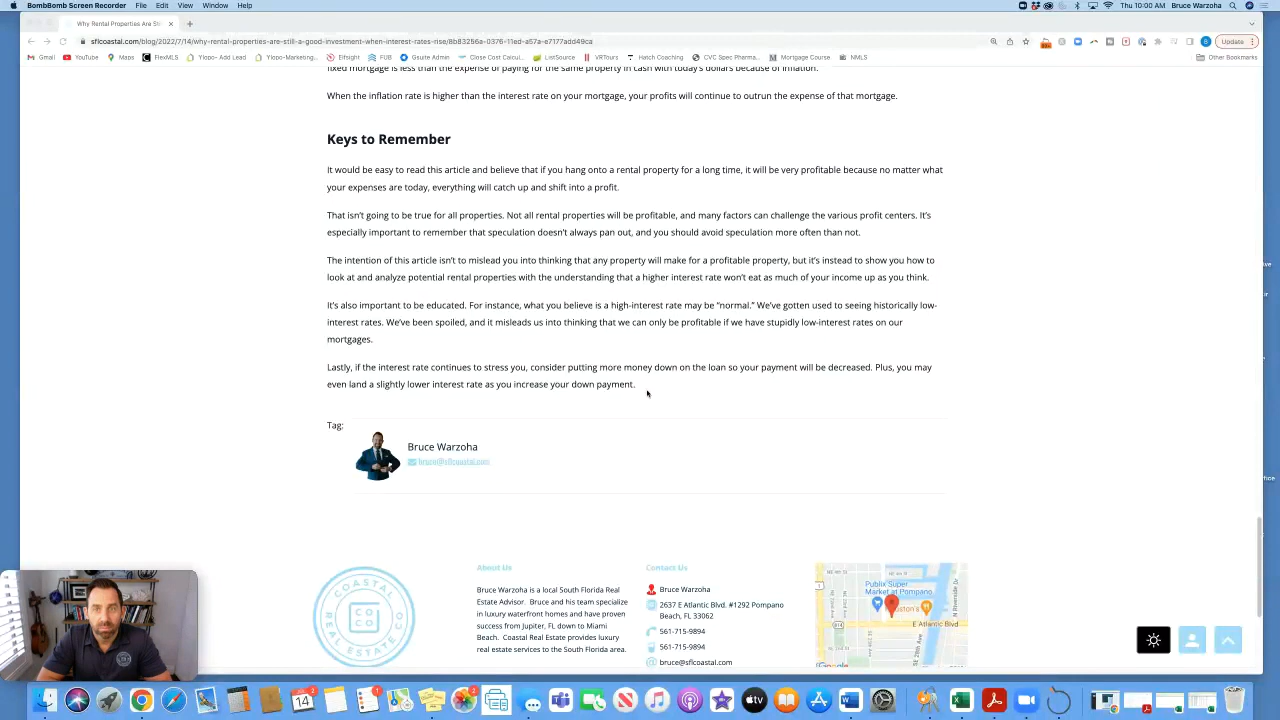 BombBomb Screen Recorder File Edit View Window Help Thu 10:00 AM Bruce Warzoha
Why Rental Properties Are Sti
sflcoastal.com/blog/2022/7/14/why-rental-properties-are-still-a-good-investment-when-interest-rates-rise/8b83256a-0376-11ed-a57a-e7177add49ca
Update
Gmail YouTube Maps FlexMLS Ylopo- Add Lead Ylopo-Marketing... Elfsight FUB Gsuite Admin Close Cost Calcul... ListSource VRTours Hatch Coaching CVC Spec Pharma... Mortgage Course NMLS Other Bookmarks
fixed mortgage is less than the expense of paying for the same property in cash with today's dollars because of inflation.
When the inflation rate is higher than the interest rate on your mortgage, your profits will continue to outrun the expense of that mortgage.
Keys to Remember
It would be easy to read this article and believe that if you hang onto a rental property for a long time, it will be very profitable because no matter what
your expenses are today, everything will catch up and shift into a profit.
That isn't going to be true for all properties. Not all rental properties will be profitable, and many factors can challenge the various profit centers. It's
especially important to remember that speculation doesn't always pan out, and you should avoid speculation more often than not.
The intention of this article isn't to mislead you into thinking that any property will make for a profitable property, but it's instead to show you how to
look at and analyze potential rental properties with the understanding that a higher interest rate won't eat as much of your income up as you think.
It's also important to be educated. For instance, what you believe is a high-interest rate may be “normal.” We've gotten used to seeing historically low-
interest rates. We've been spoiled, and it misleads us into thinking that we can only be profitable if we have stupidly low-interest rates on our
mortgages.
Lastly, if the interest rate continues to stress you, consider putting more money down on the loan so your payment will be decreased. Plus, you may
even land a slightly lower interest rate as you increase your down payment.
Tag:
Bruce Warzoha
bruce@sflcoastal.com
COASTAL
CO
CO
REAL ESTATE CO
About Us
Bruce Warzoha is a local South Florida Real
Estate Advisor. Bruce and his team specialize
in luxury waterfront homes and have proven
success from Jupiter, FL down to Miami
Beach. Coastal Real Estate provides luxury
real estate services to the South Florida area.
Contact Us
Bruce Warzoha
2637 E Atlantic Blvd. #1292 Pompano
Beach, FL 33062
561-715-9894
561-715-9894
bruce@sflcoastal.com
NE 4th St
Publix Super
Market at Pompano
E Atlantic Blvd